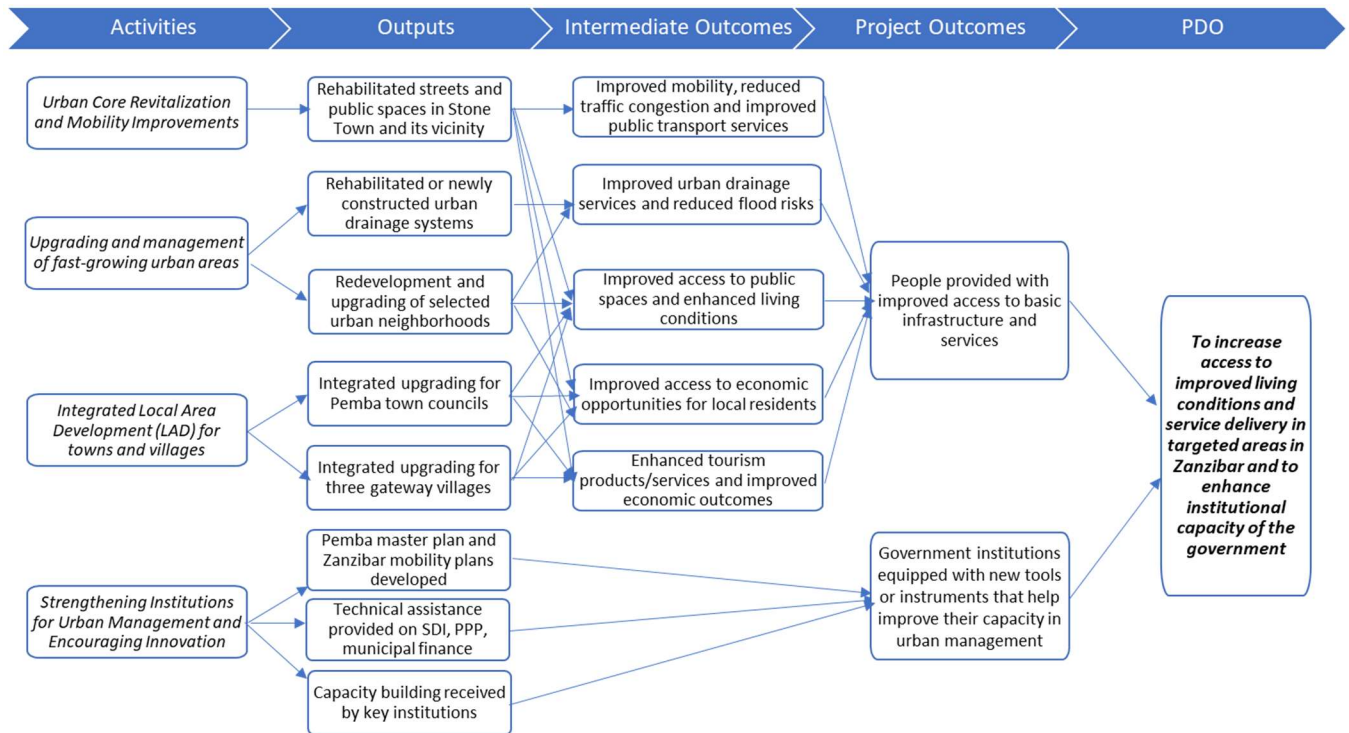 Activities
Outputs
Intermediate Outcomes
Project Outcomes
PDO
Urban Core Revitalization
and Mobility Improvements
Upgrading and management
of fast-growing urban areas
Integrated Local Area
Development (LAD) for
towns and villages
Strengthening Institutions
for Urban Management and
Encouraging Innovation
Rehabilitated streets and
public spaces in Stone
Town and its vicinity
Rehabilitated or newly
constructed urban
drainage systems
Redevelopment and
upgrading of selected
urban neighborhoods
Integrated upgrading for
Pemba town councils
Integrated upgrading for
three gateway villages
Pemba master plan and
Zanzibar mobility plans
developed
Technical assistance
provided on SDI, PPP,
municipal finance
Capacity building received
by key institutions
Improved mobility, reduced
traffic congestion and improved
public transport services
Improved urban drainage
services and reduced flood risks
Improved access to public
spaces and enhanced living
conditions
Improved access to economic
opportunities for local residents
Enhanced tourism
products/services and improved
economic outcomes
People provided with
improved access to basic
infrastructure and
services
Government institutions
equipped with new tools
or instruments that help
improve their capacity in
urban management
To increase
access to
improved living
conditions and
service delivery in
targeted areas in
Zanzibar and to
enhance
institutional
capacity of the
government